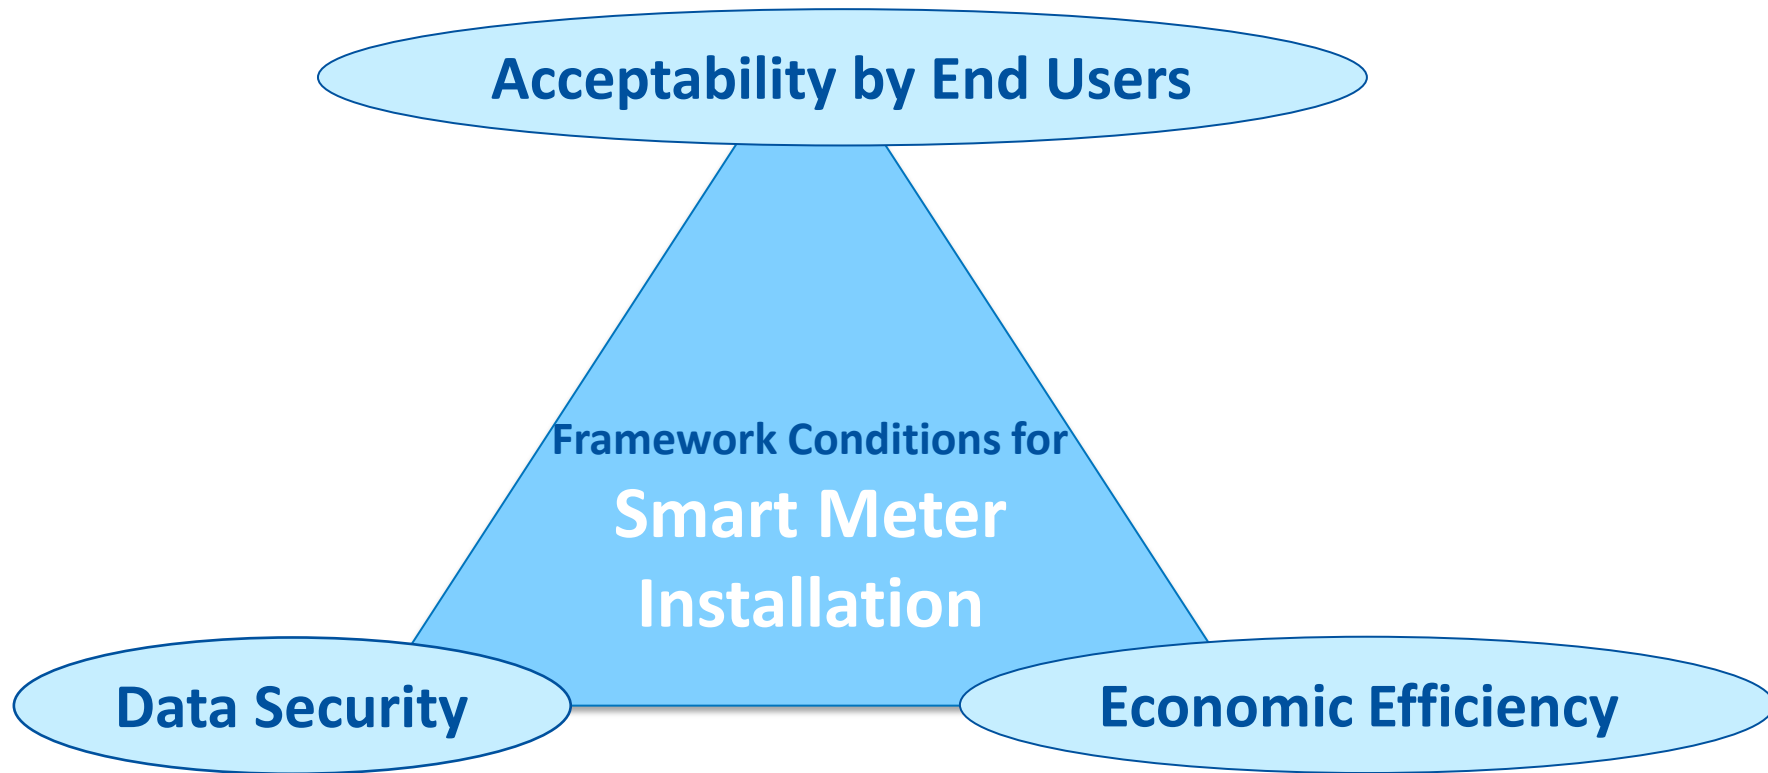 Acceptability by End Users
Framework Conditions for
Smart Meter
Installation
Data Security
Economic Efficiency